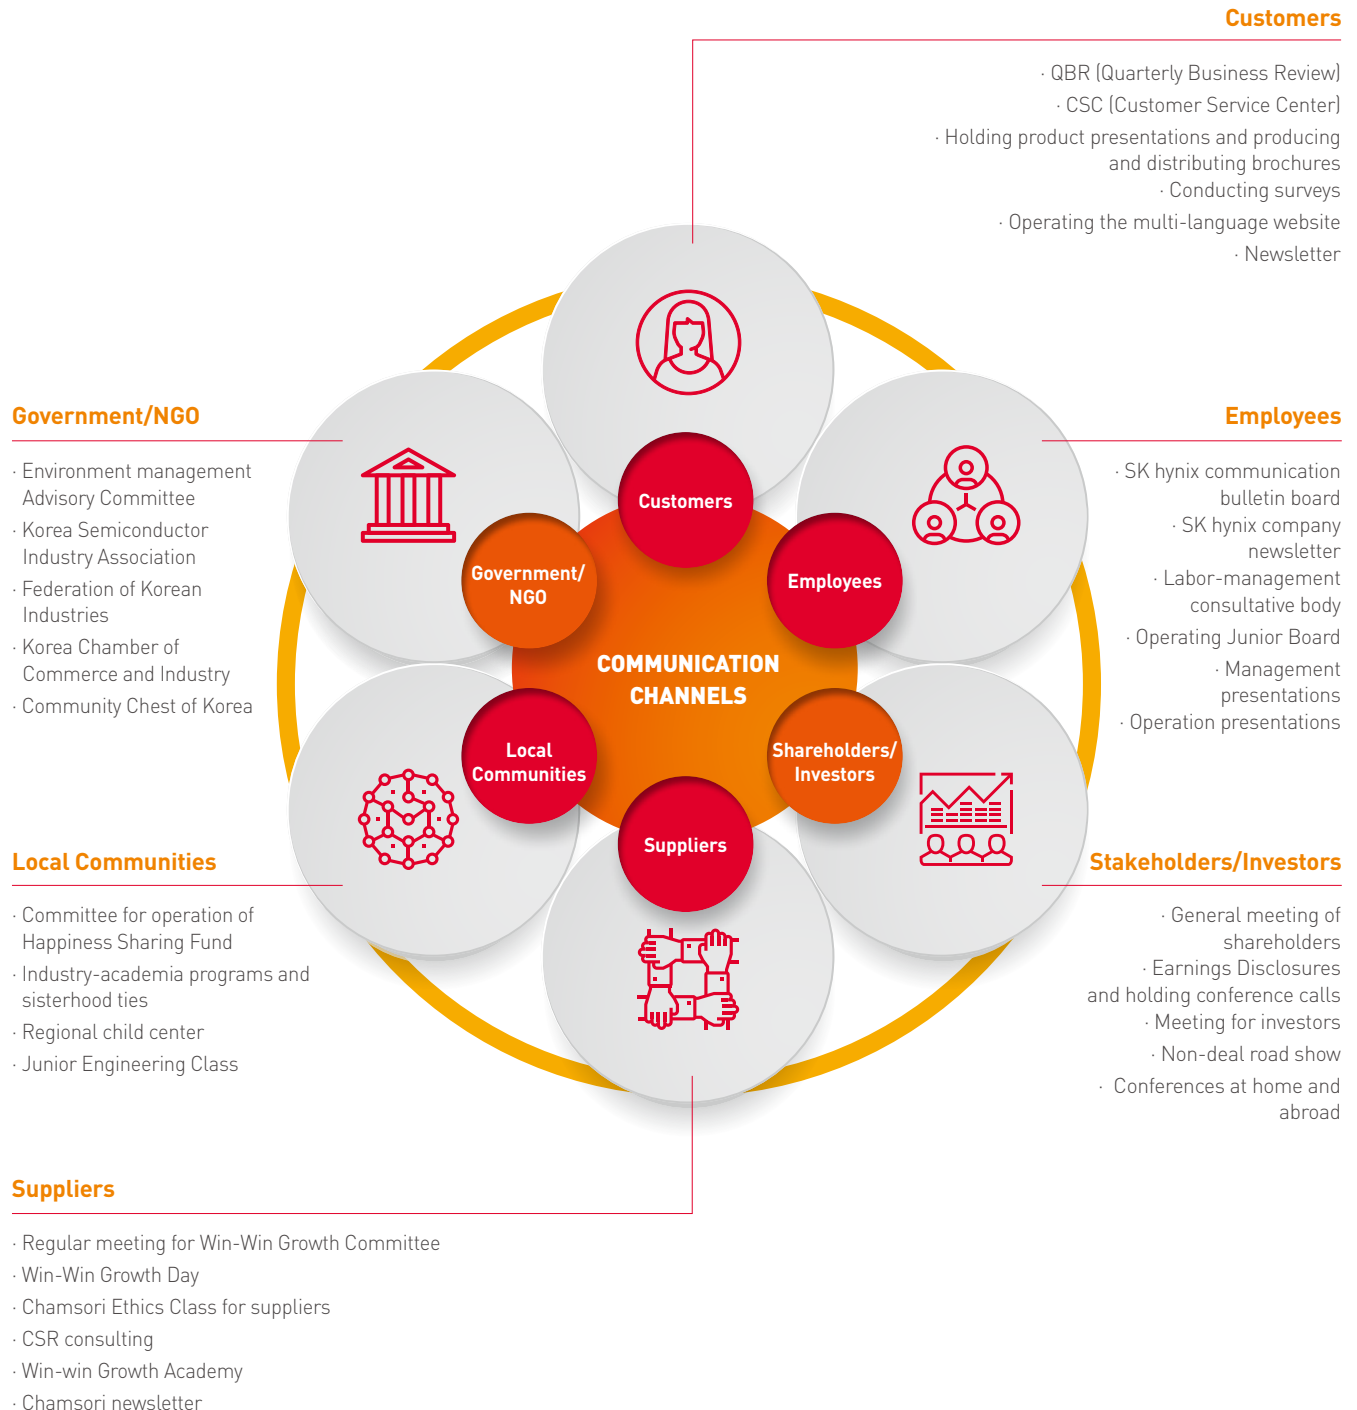 Customers
· QBR (Quarterly Business Review)
· CSC (Customer Service Center)
· Holding product presentations and producing
and distributing brochures
· Conducting surveys
· Operating the multi-language website
· Newsletter
Government/NGO
· Environment management
Advisory Committee
· Korea Semiconductor
Industry Association
· Federation of Korean
Industries
· Korea Chamber of
Commerce and Industry
· Community Chest of Korea
Employees
· SK hynix communication
bulletin board
· SK hynix company
newsletter
· Labor-management
consultative body
· Operating Junior Board
· Management
presentations
· Operation presentations
Customers
Government/
NGO
Employees
COMMUNICATION
CHANNELS
Local
Communities
Shareholders/
Investors
Suppliers
Local Communities
· Committee for operation of
Happiness Sharing Fund
· Industry-academia programs and
sisterhood ties
· Regional child center
· Junior Engineering Class
Stakeholders/Investors
· General meeting of
shareholders
· Earnings Disclosures
and holding conference calls
· Meeting for investors
· Non-deal road show
· Conferences at home and
abroad
Suppliers
· Regular meeting for Win-Win Growth Committee
· Win-Win Growth Day
· Chamsori Ethics Class for suppliers
· CSR consulting
· Win-win Growth Academy
· Chamsori newsletter